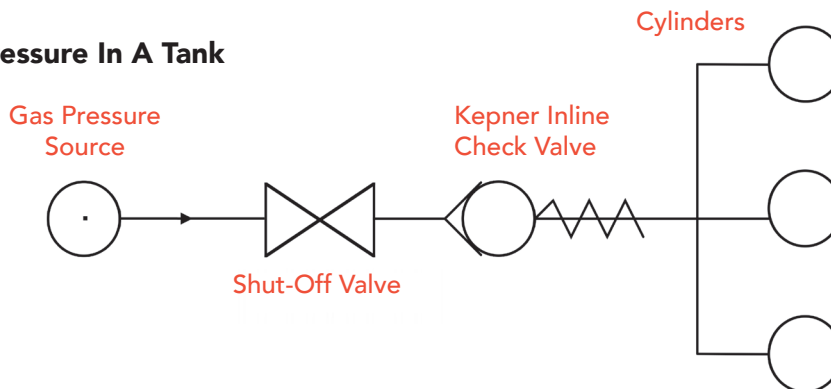 Cylinders
essure In A Tank
Gas Pressure
Source
Kepner Inline
Check Valve
Shut-Off Valve